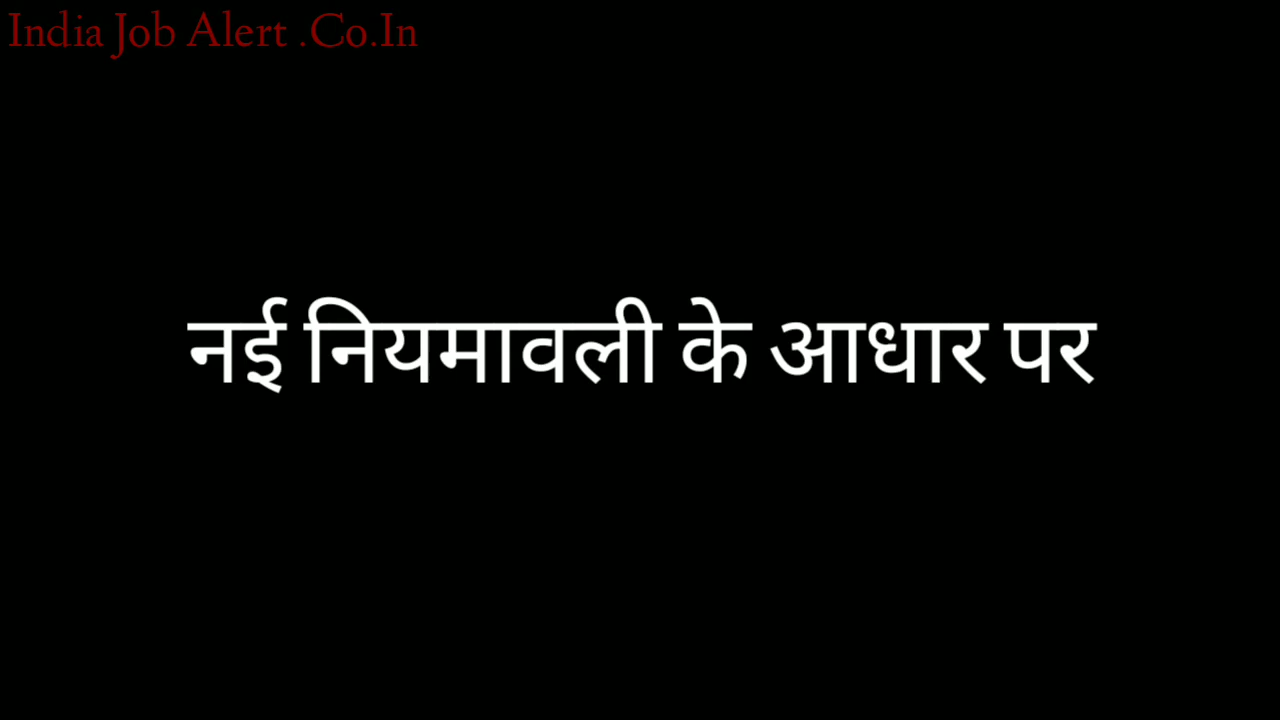 India Job Alert .Co.In
नई नियमावली के आधार पर